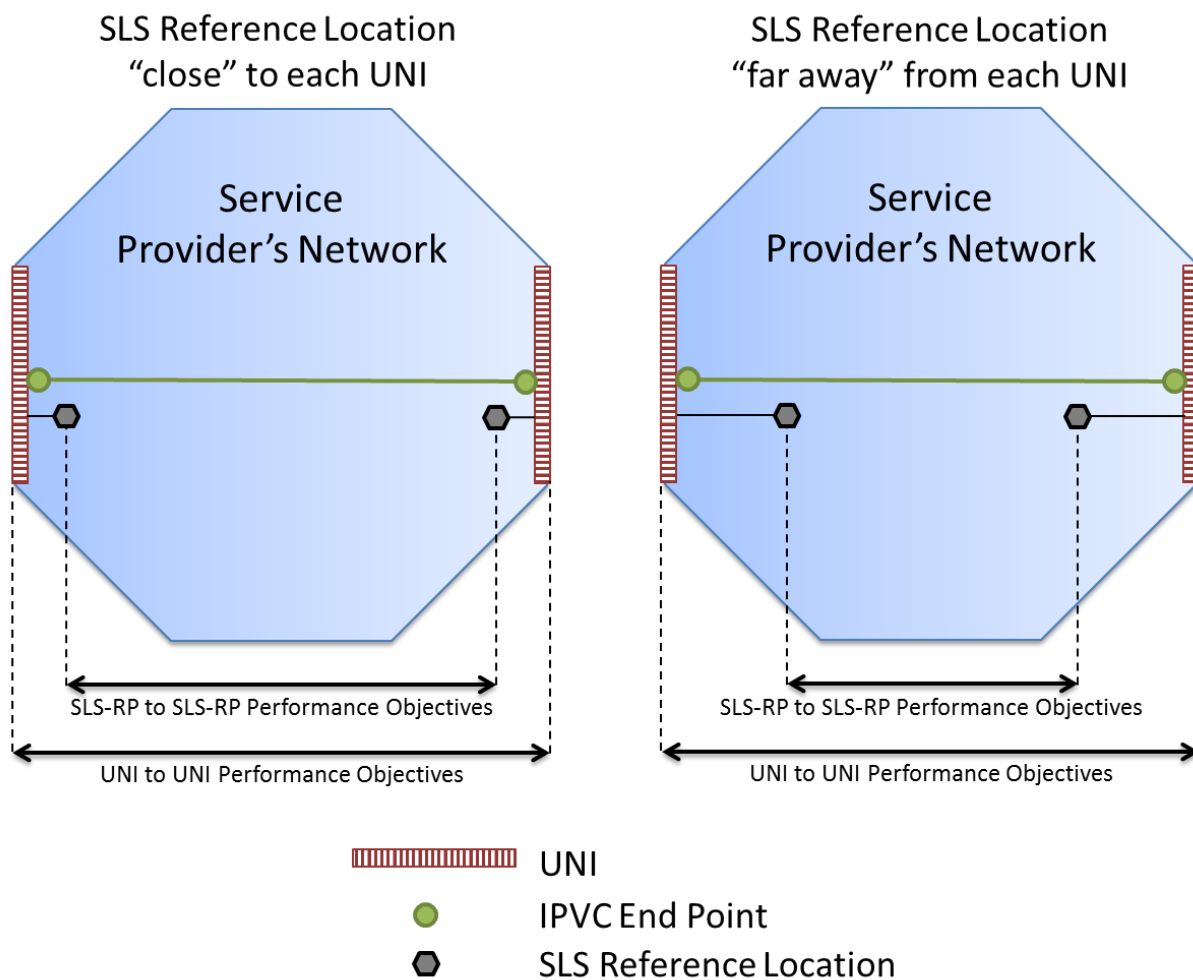 SLS Reference Location
“close” to each UNI
Service
Provider’s Network
SLS-RP to SLS-RP Performance Objectives
UNI to UNI Performance Objectives
SLS Reference Location
“far away” from each UNI
Service
Provider’s Network
SLS-RP to SLS-RP Performance Objectives
UNI to UNI Performance Objectives
UNI
IPVC End Point
SLS Reference Location